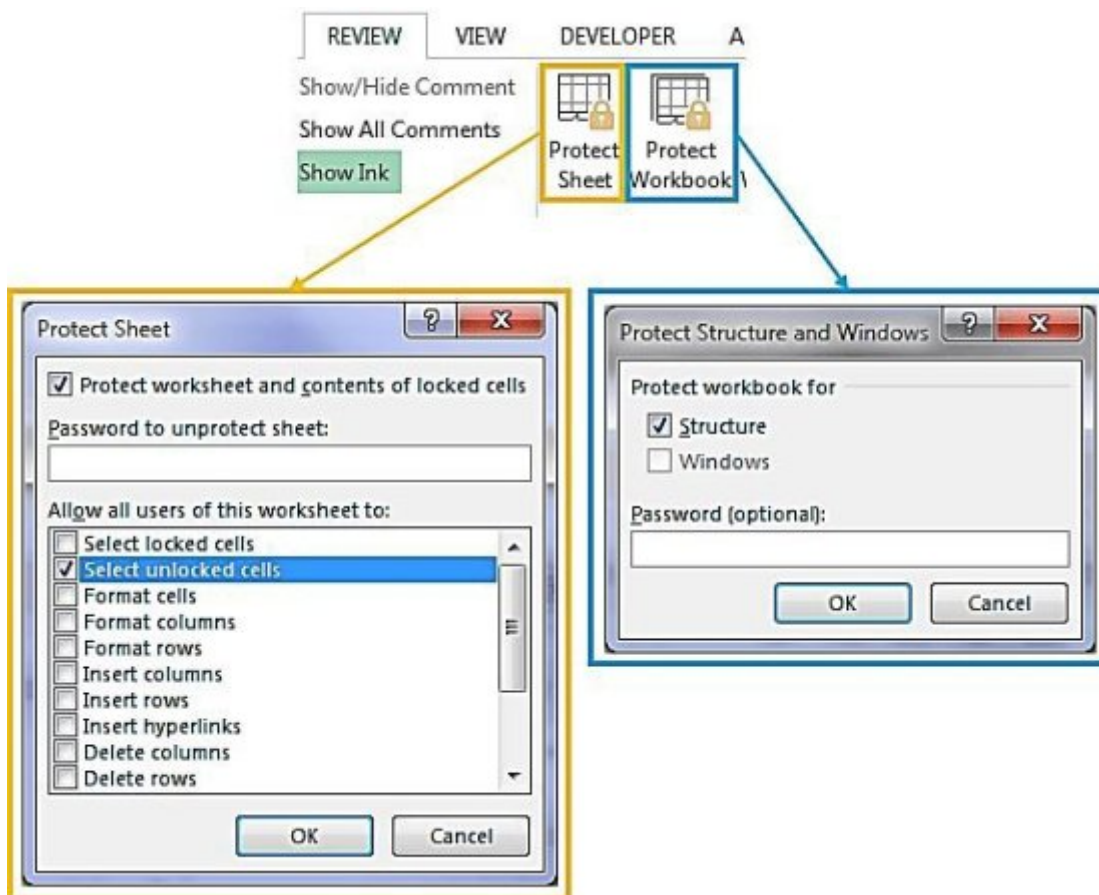 REVIEW VIEW DEVELOPER A
Show/Hide Comment
Show All Comments
Show Ink
Protect
Sheet
Protect
Workbook
Protect Sheet
Protect worksheet and contents of locked cells
Password to unprotect sheet:
Allow all users of this worksheet to:
Select locked cells
Select unlocked cells
Format cells
Format columns
Format rows
Insert columns
Insert rows
Insert hyperlinks
Delete columns
Delete rows
OK Cancel
Protect Structure and Windows
Protect workbook for
Structure
Windows
Password (optional):
OK Cancel